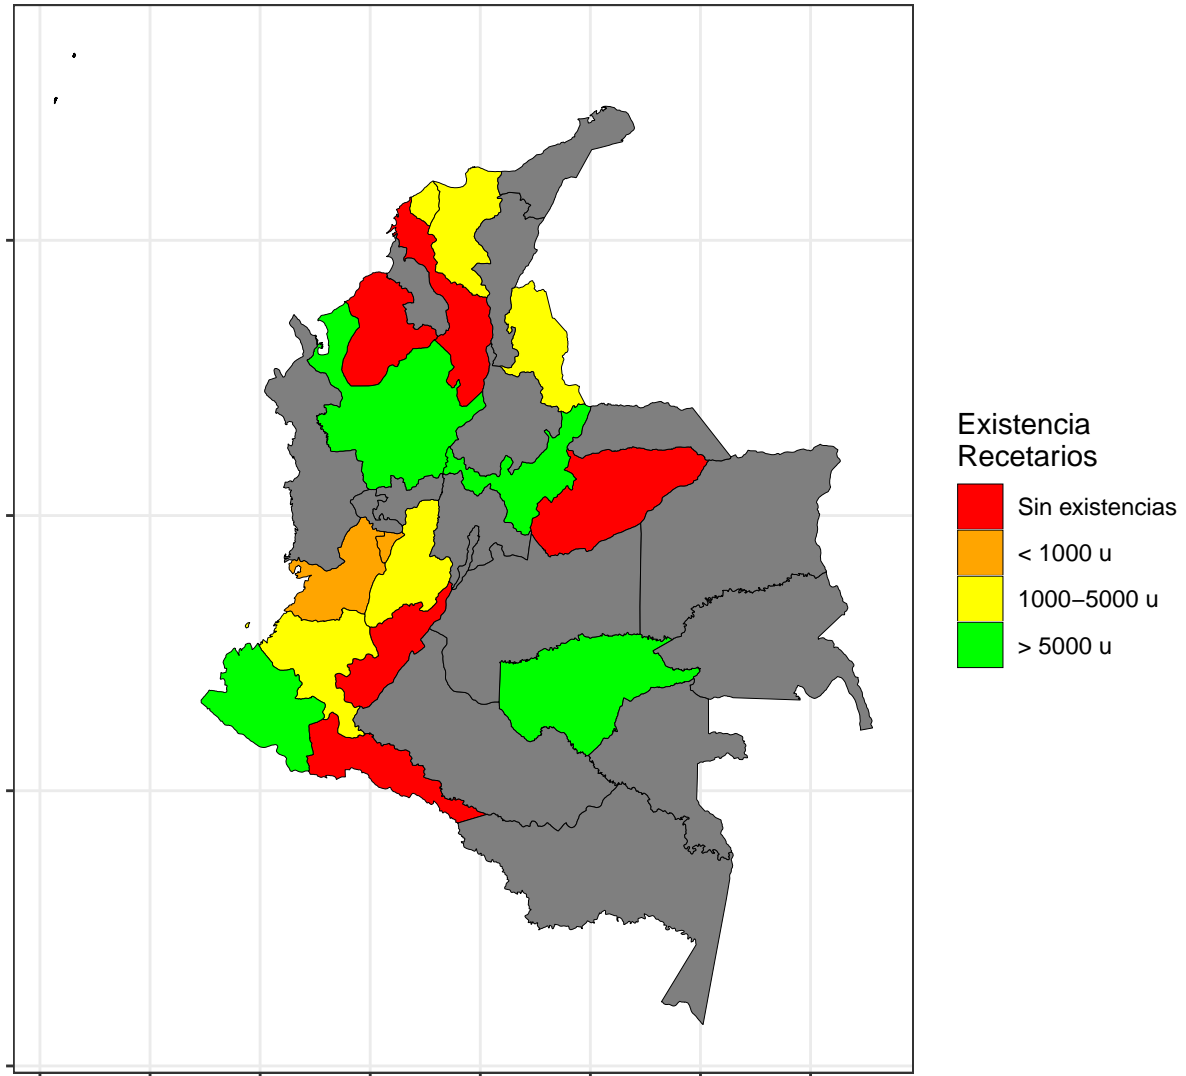 Existencia
Recetarios
Sin existencias
< 1000 u
1000–5000 u
> 5000 u